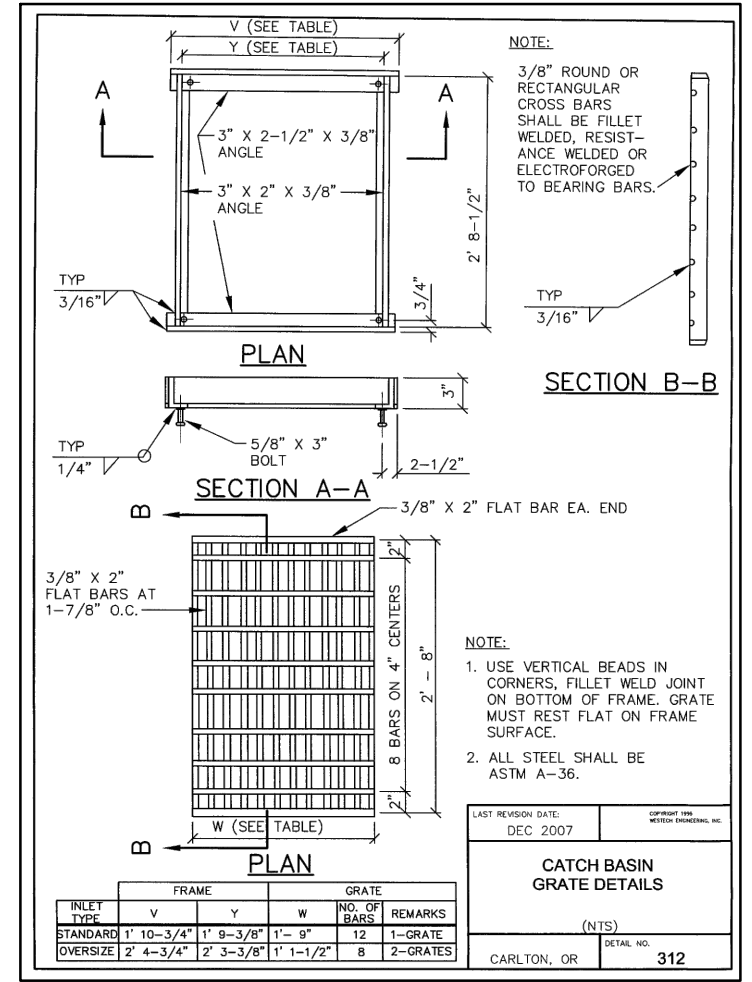 V (SEE TABLE)
Y (SEE TABLE)
A
A
3" X 2-1/2" X 3/8"
ANGLE
3" X 2" X 3/8"
ANGLE
2' 8-1/2"
3/4"
TYP
3/16"
PLAN
NOTE:
3/8" ROUND OR
RECTANGULAR
CROSS BARS
SHALL BE FILLET
WELDED, RESIST-
ANCE WELDED OR
ELECTROFORGED
TO BEARING BARS.
TYP
3/16"
SECTION B-B
3"
TYP
1/4"
5/8" X 3"
BOLT
2-1/2"
SECTION A-A
B
3/8" X 2" FLAT BAR EA. END
3/8" X 2"
FLAT BARS AT
1-7/8" O.C.
2"
8 BARS ON 4" CENTERS
2"
2' - 8"
W (SEE TABLE)
B
PLAN
NOTE:
1. USE VERTICAL BEADS IN
CORNERS, FILLET WELD JOINT
ON BOTTOM OF FRAME. GRATE
MUST REST FLAT ON FRAME
SURFACE.
2. ALL STEEL SHALL BE
ASTM A-36.
FRAME GRATE
INLET TYPE V Y W NO. OF BARS REMARKS
STANDARD 1' 10-3/4" 1' 9-3/8" 1'- 9" 12 1-GRATE
OVERSIZE 2' 4-3/4" 2' 3-3/8" 1' 1-1/2" 8 2-GRATES
LAST REVISION DATE:
DEC 2007
COPYRIGHT 1996
WESTECH ENGINEERING, INC.
CATCH BASIN
GRATE DETAILS
(NTS)
CARLTON, OR
DETAIL NO.
312